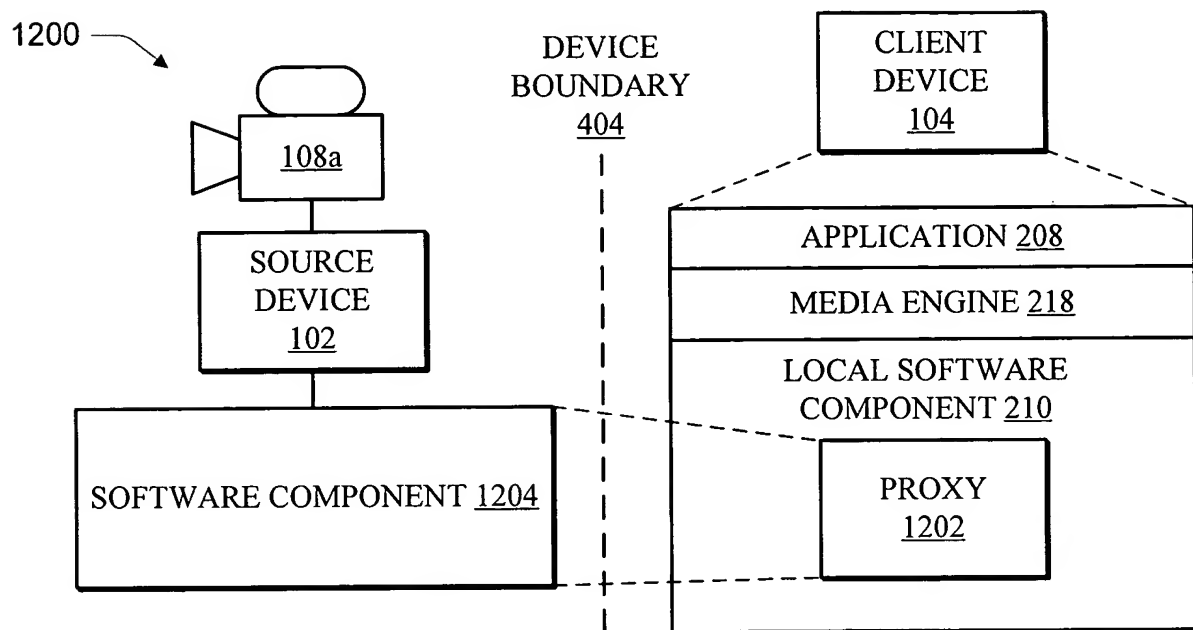 1200
DEVICE
BOUNDARY
404
CLIENT
DEVICE
104
108a
SOURCE
DEVICE
102
APPLICATION 208
MEDIA ENGINE 218
LOCAL SOFTWARE
COMPONENT 210
SOFTWARE COMPONENT 1204
PROXY
1202